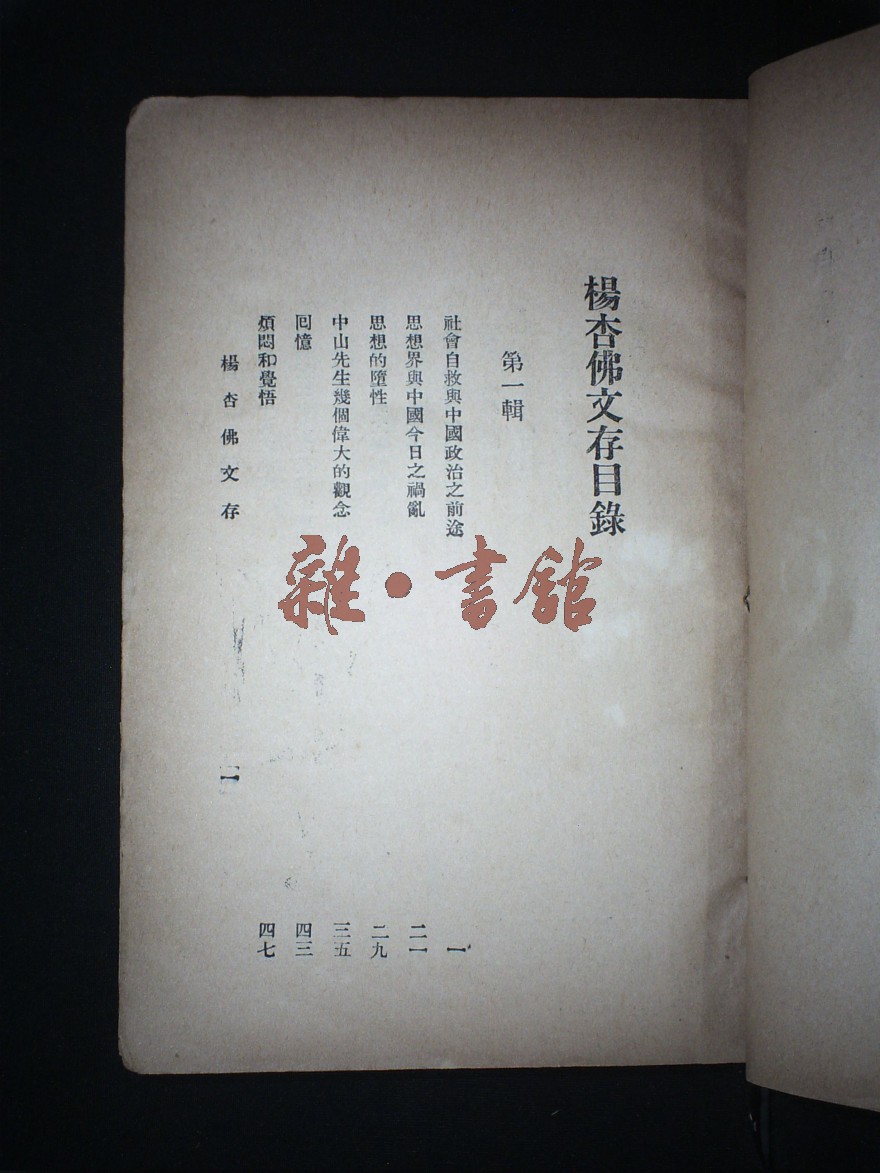 楊杏佛文存目錄
第一輯
社會自救與中國政治之前途 一
思想界與中國今日之禍亂 二一
思想的墮性 二九
中山先生幾個偉大的觀念 三五
回憶 四三
煩悶和覺悟 四七
楊杏佛文存 一
雜·書館